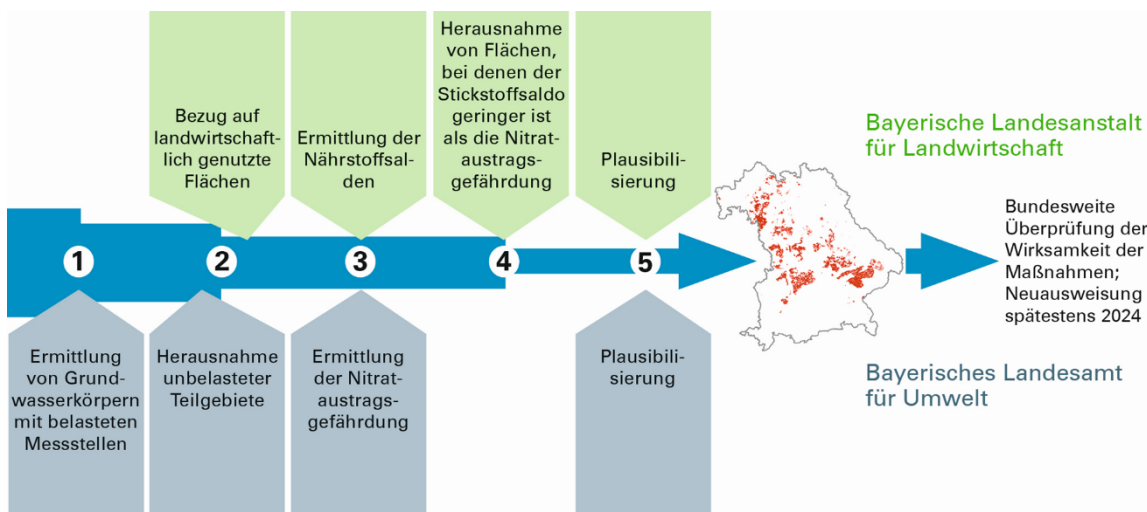 Bezug auf
landwirtschaft-
lich genutzte
Flächen
Ermittlung der
Nährstoffsal-
den
Herausnahme
von Flächen,
bei denen der
Stickstoffsaldo
geringer ist
als die Nitrat-
austrags-
gefährdung
Plausibili-
sierung
Bayerische Landesanstalt
für Landwirtschaft
1
2
3
4
5
Bundesweite
Überprüfung der
Wirksamkeit der
Maßnahmen;
Neuausweisung
spätestens 2024
Ermittlung
von Grund-
wasserkörpern
mit belasteten
Messstellen
Herausnahme
unbelasteter
Teilgebiete
Ermittlung
der Nitrat-
austrags-
gefährdung
Plausibili-
sierung
Bayerisches Landesamt
für Umwelt